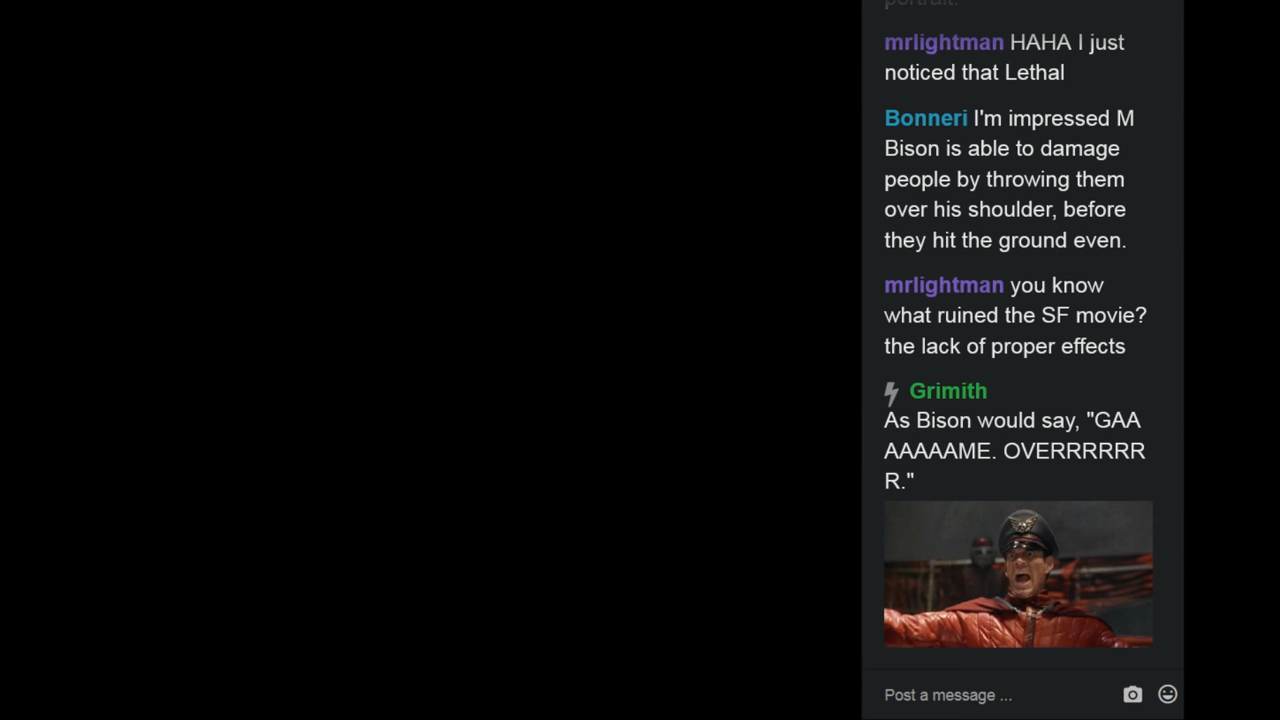 portrait.
mrlightman HAHA I just
noticed that Lethal
Bonneri I'm impressed M
Bison is able to damage
people by throwing them
over his shoulder, before
they hit the ground even.
mrlightman you know
what ruined the SF movie?
the lack of proper effects
Grimith
As Bison would say, "GAA
AAAAAME. OVERRRRRR
R."
Post a message ...